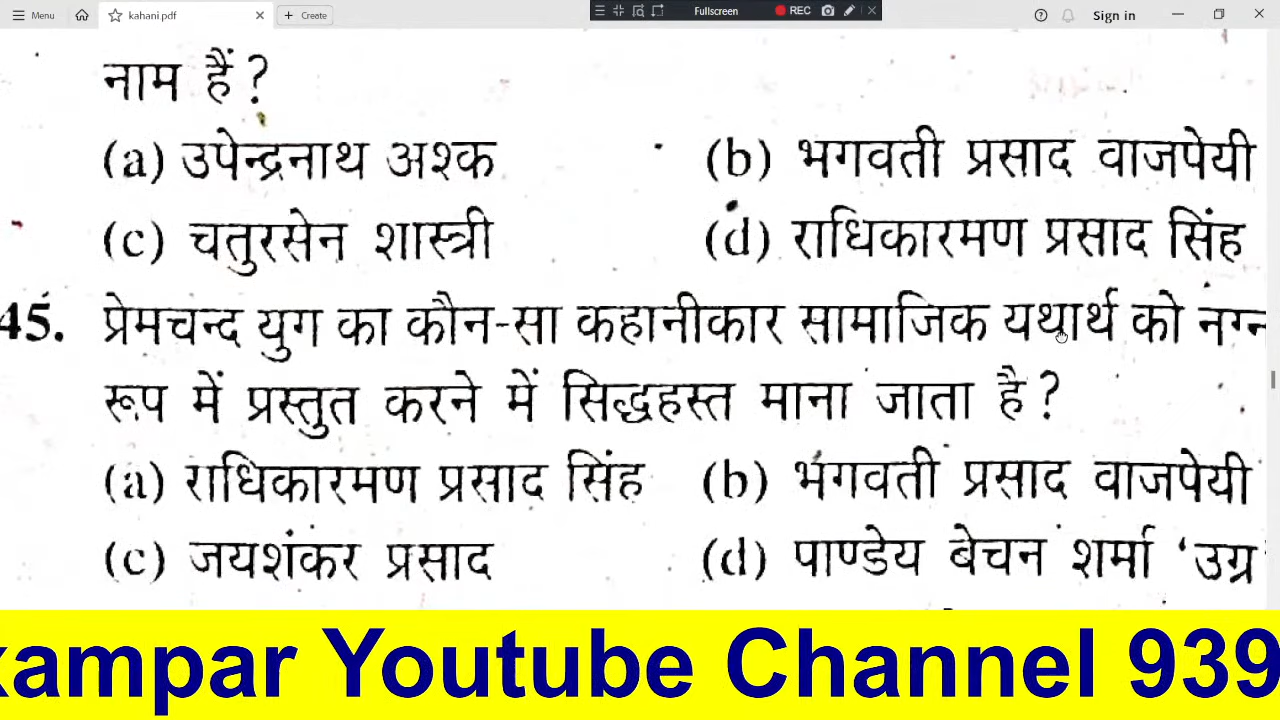 Menu kahani.pdf Create Fullscreen REC Sign in
नाम हैं?
(a) उपेन्द्रनाथ अश्क (b) भगवती प्रसाद वाजपेयी
(c) चतुरसेन शास्त्री (d) राधिकारमण प्रसाद सिंह
45. प्रेमचन्द युग का कौन-सा कहानीकार सामाजिक यथार्थ को नग्न
रूप में प्रस्तुत करने में सिद्धहस्त माना जाता है?
(a) राधिकारमण प्रसाद सिंह (b) भगवती प्रसाद वाजपेयी
(c) जयशंकर प्रसाद (d) पाण्डेय बेचन शर्मा ‘उग्र’
xampar Youtube Channel 939